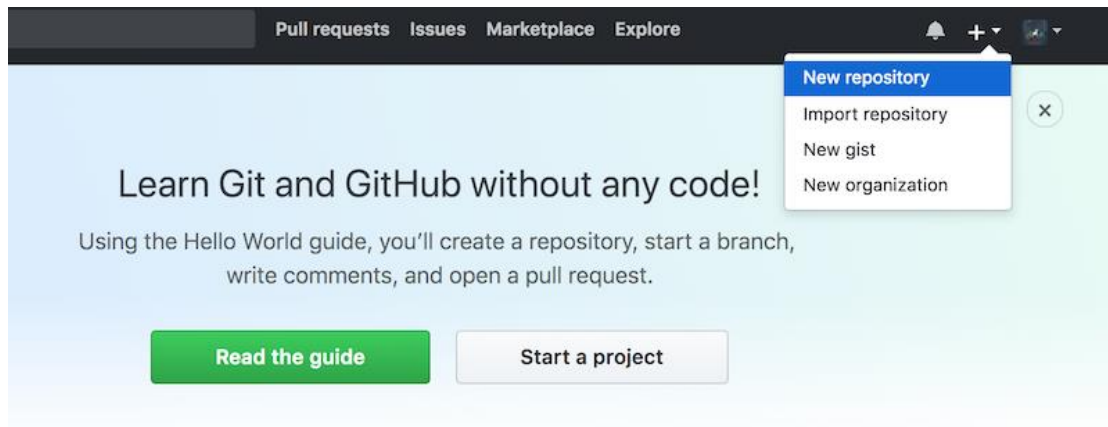 Pull requests Issues Marketplace Explore
New repository
Import repository
New gist
New organization
Learn Git and GitHub without any code!
Using the Hello World guide, you'll create a repository, start a branch,
write comments, and open a pull request.
Read the guide
Start a project